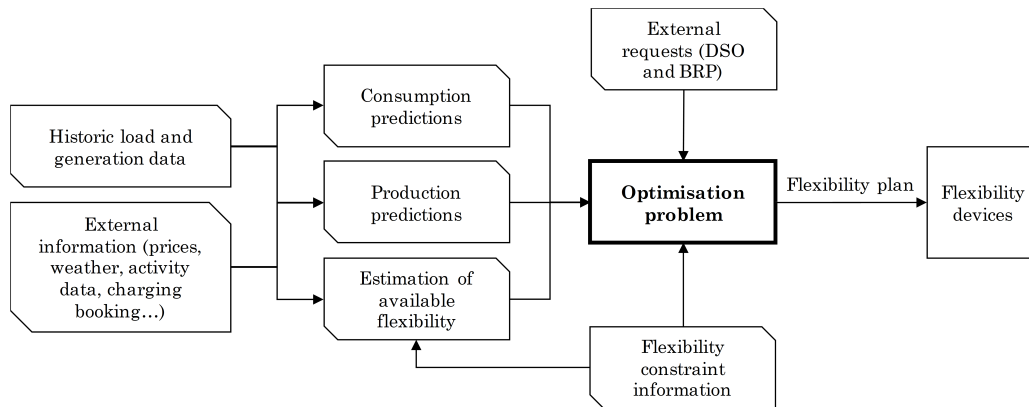 Historic load and
generation data
External
information (prices,
weather, activity
data, charging
booking…)
Consumption
predictions
Production
predictions
Estimation of
available
flexibility
External
requests (DSO
and BRP)
Optimisation
problem
Flexibility
constraint
information
Flexibility plan
Flexibility
devices